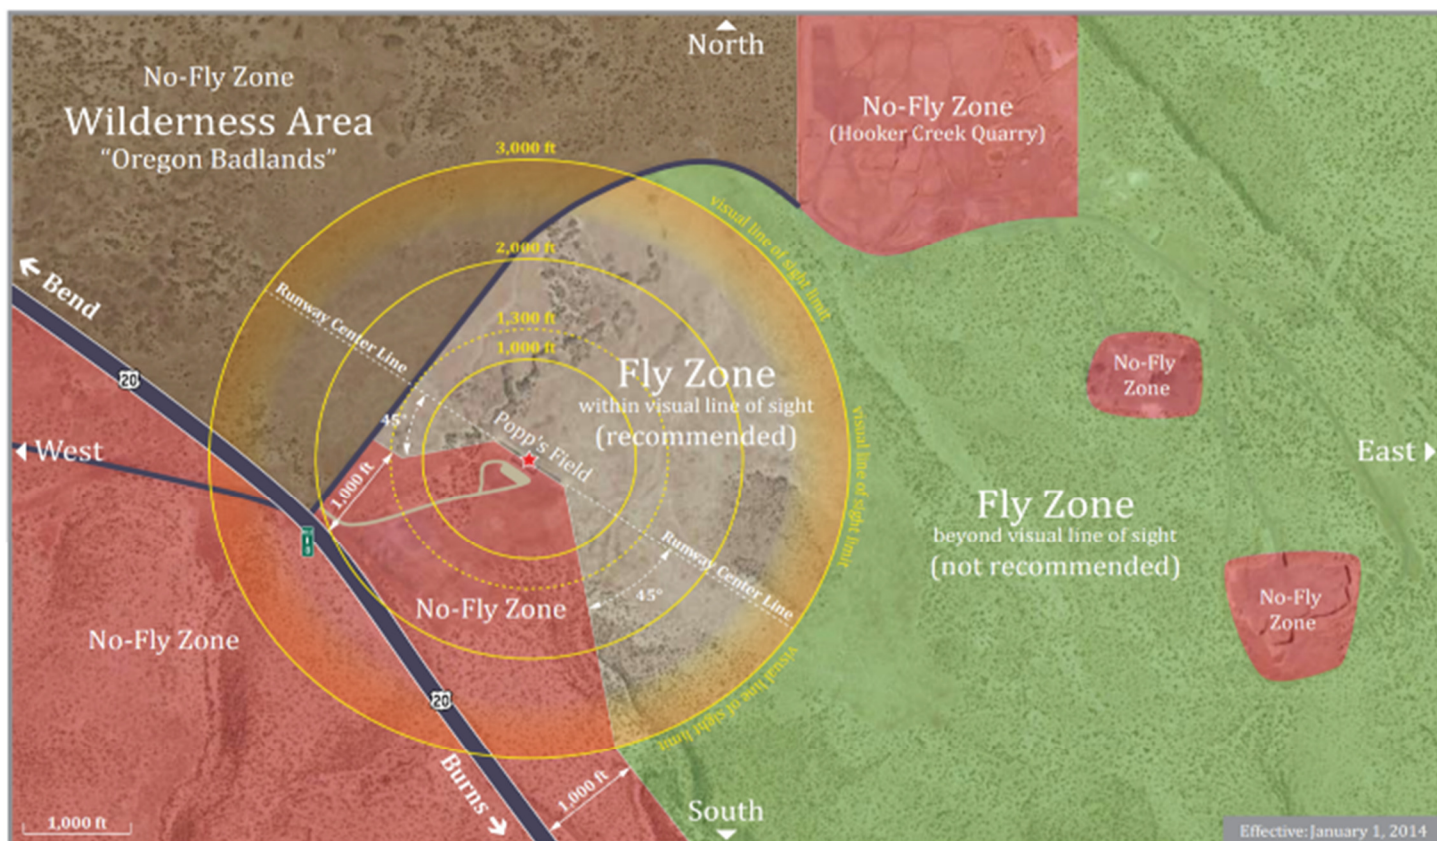 North
No-Fly Zone
Wilderness Area
“Oregon Badlands”
No-Fly Zone
(Hooker Creek Quarry)
3,000 ft
visual line of sight limit
2,000 ft
Bend
Runway Center Line
1,300 ft
1,000 ft
Fly Zone
within visual line of sight
(recommended)
No-Fly
Zone
20
45°
Popp's Field
West
1,000 ft
visual line of sight limit
East
Fly Zone
beyond visual line of sight
(not recommended)
Runway Center Line
45°
No-Fly Zone
No-Fly Zone
No-Fly
Zone
visual line of sight limit
20
Burns
1,000 ft
South
1,000 ft
Effective: January 1, 2014